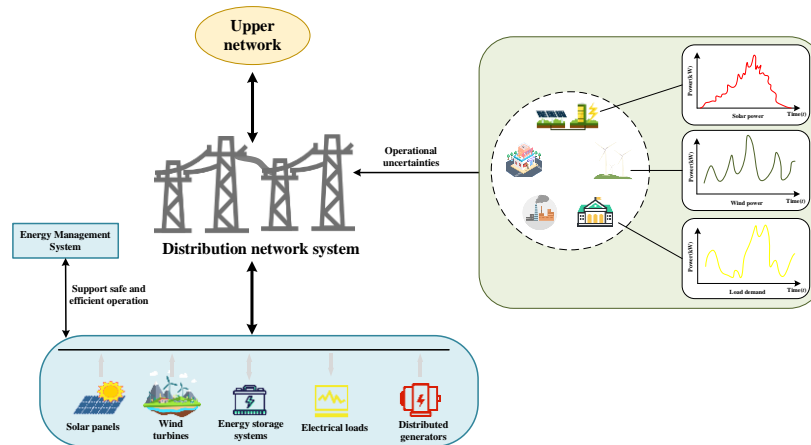 Upper
network
Operational
uncertainties
Distribution network system
Energy Management
System
Support safe and
efficient operation
Solar panels
Wind
turbines
Energy storage
systems
Electrical loads
Distributed
generators
Power(kW)
Time(t)
Solar power
Power(kW)
Time(t)
Wind power
Power(kW)
Time(t)
Load demand